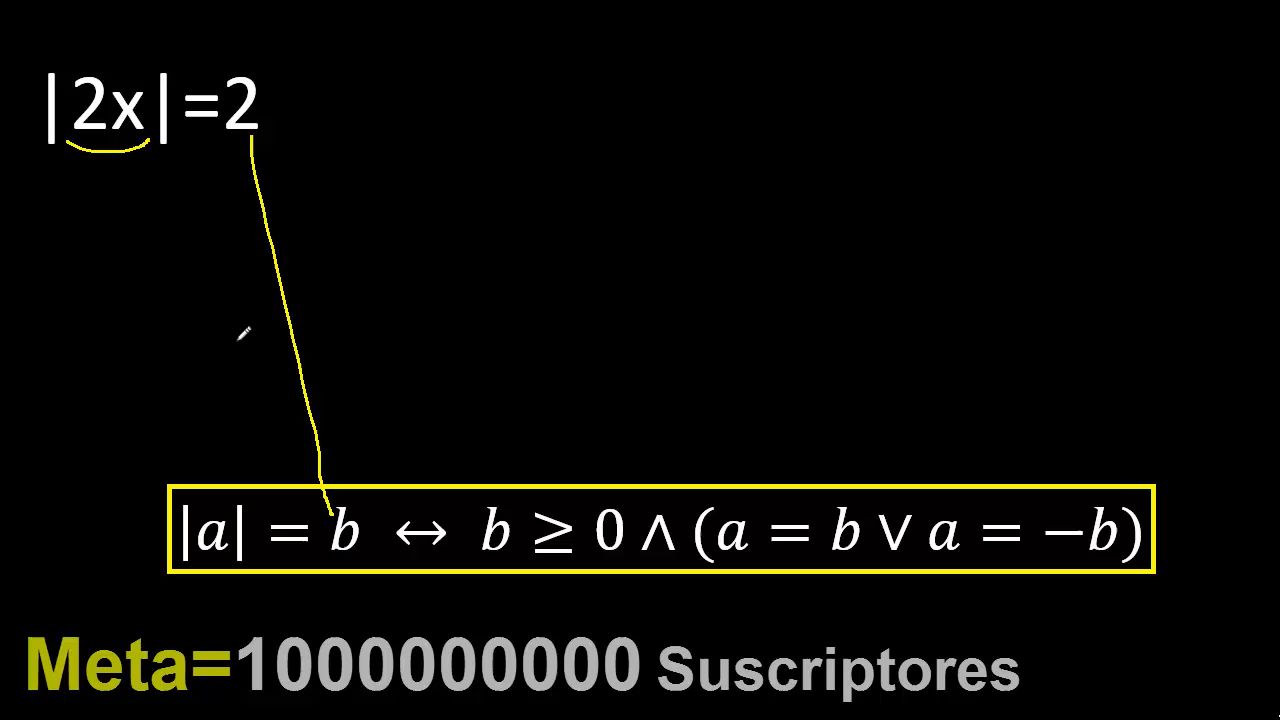 |2x|=2
|a| = b ↔ b ≥ 0 ∧ (a = b ∨ a = −b)
Meta=1000000000 Suscriptores